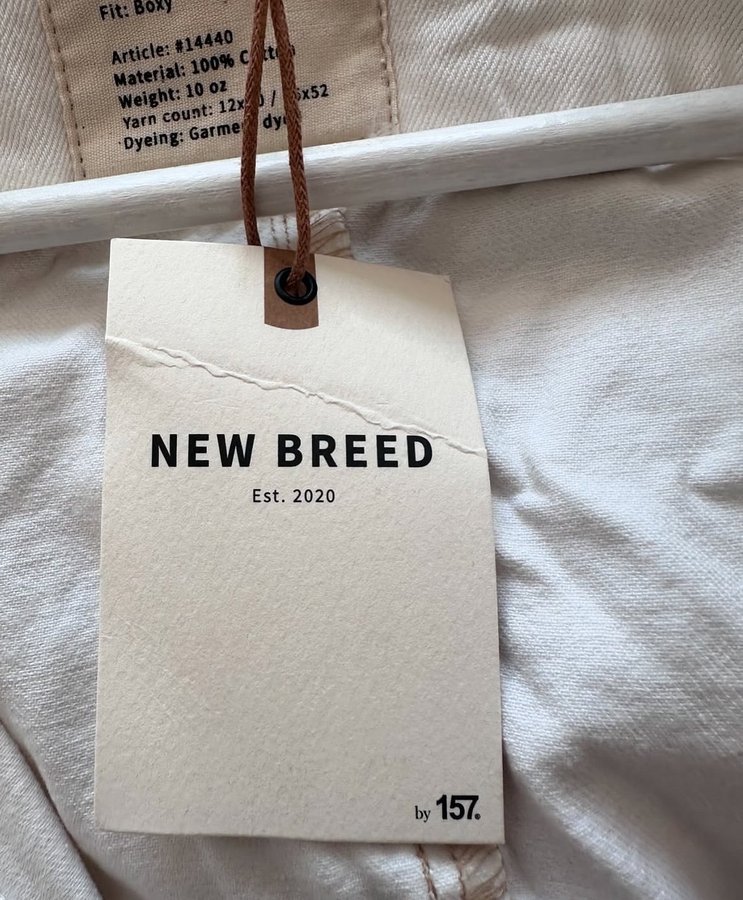 Fit: Boxy
Article: #14440
Material: 100%
Weight: 10 oz
Yarn count:
Dyeing:
NEW BREED
Est. 2020
by 157®